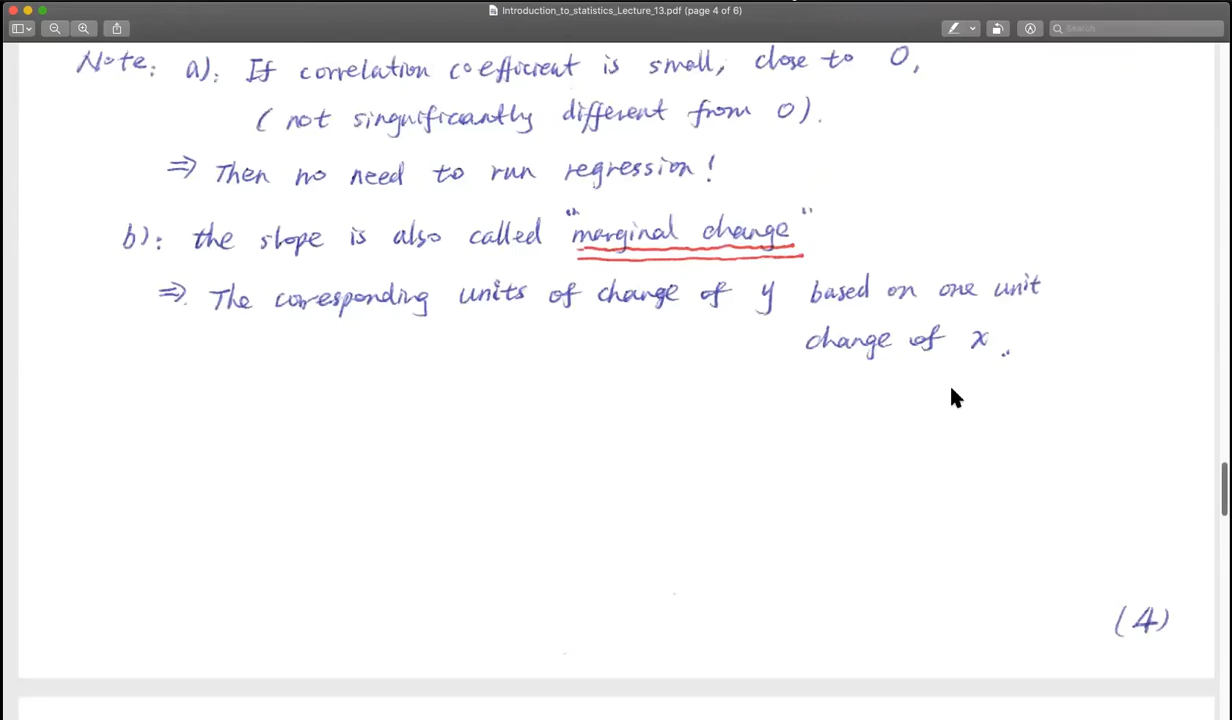 Introduction_to_statistics_Lecture_13.pdf (page 4 of 6)
Search
Note: a): If correlation coefficient is small, close to 0,
( not singnificantly different from 0 ).
⇒ Then no need to run regression!
b): the slope is also called "marginal change"
⇒ The corresponding units of change of y based on one unit
change of x.
(4)